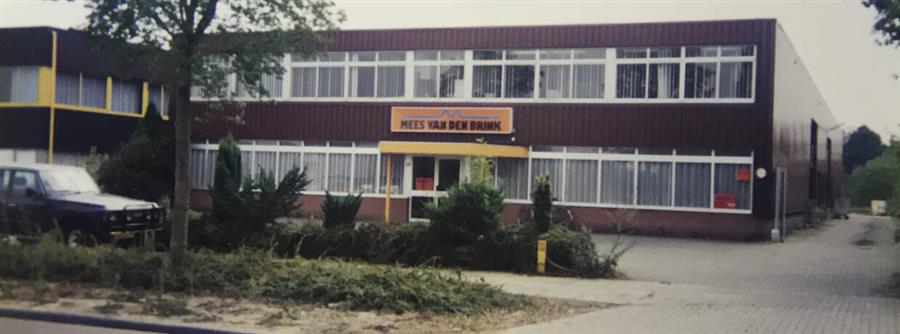 MEES VAN DEN BRINK